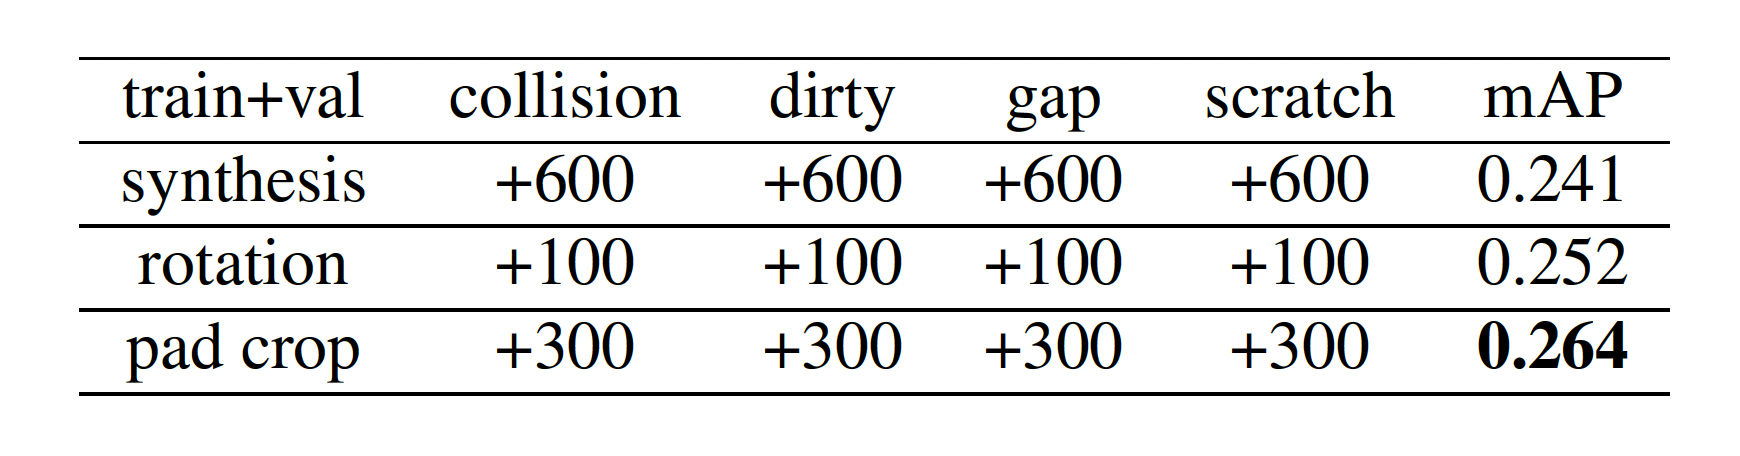 train+val collision dirty gap scratch mAP
synthesis +600 +600 +600 +600 0.241
rotation +100 +100 +100 +100 0.252
pad crop +300 +300 +300 +300 0.264